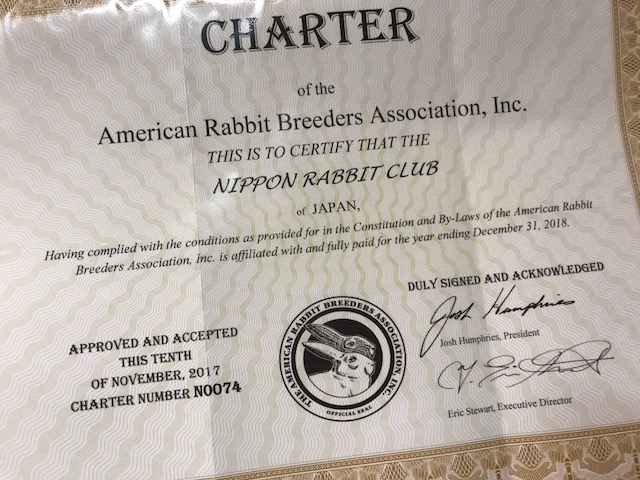 CHARTER
of the
American Rabbit Breeders Association, Inc.
THIS IS TO CERTIFY THAT THE
NIPPON RABBIT CLUB
of JAPAN,
Having complied with the conditions as provided for in the Constitution and By-Laws of the American Rabbit
Breeders Association, inc. is affiliated with and fully paid for the year ending December 31, 2018.
DULY SIGNED AND ACKNOWLEDGED
Josh Humphries
Josh Humphries, President
Eric Stewart, Executive Director
APPROVED AND ACCEPTED
THIS TENTH
OF NOVEMBER, 2017
CHARTER NUMBER N0074
THE AMERICAN RABBIT BREEDERS ASSOCIATION, INC.
OFFICIAL SEAL